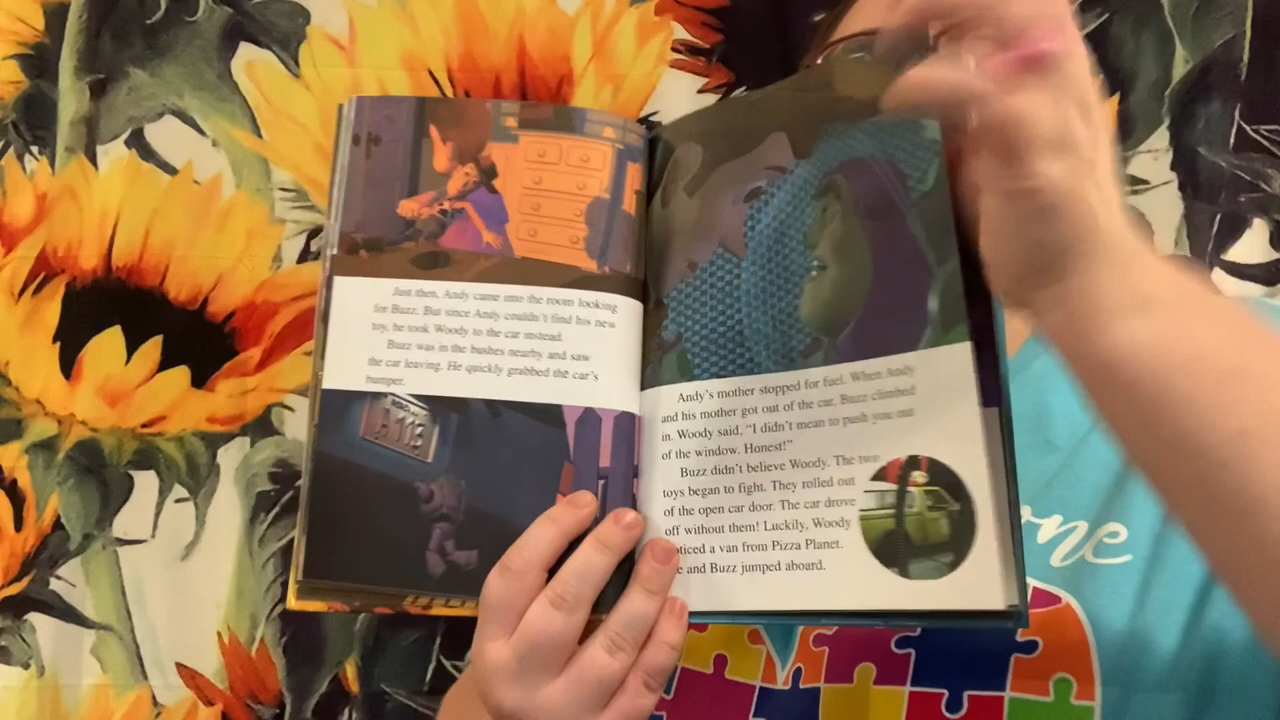 Just then, Andy came into the room looking
for Buzz. But since Andy couldn't find his new
toy, he took Woody to the car instead.
Buzz was in the bushes nearby and saw
the car leaving. He quickly grabbed the car's
bumper.
A 113
Andy's mother stopped for fuel. When Andy
and his mother got out of the car, Buzz climbed
in. Woody said, "I didn't mean to push you out
of the window. Honest!"
Buzz didn't believe Woody. The two
toys began to fight. They rolled out
of the open car door. The car drove
off without them! Luckily, Woody
noticed a van from Pizza Planet.
and Buzz jumped aboard.
one